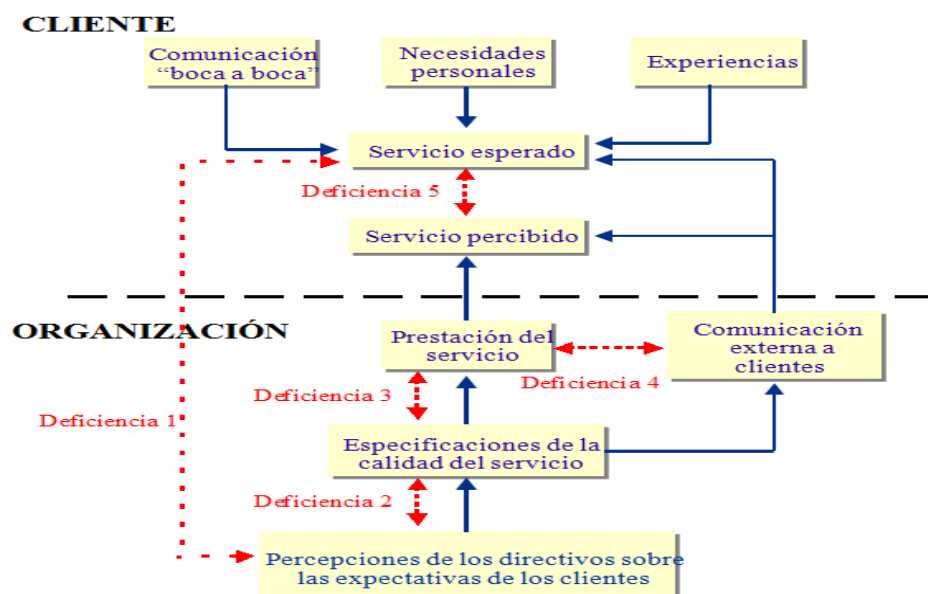 CLIENTE
Comunicación
“boca a boca”
Necesidades
personales
Experiencias
Servicio esperado
Deficiencia 5
Servicio percibido
ORGANIZACIÓN
Prestación del
servicio
Comunicación
externa a
clientes
Deficiencia 4
Deficiencia 3
Deficiencia 1
Especificaciones de la
calidad del servicio
Deficiencia 2
Percepciones de los directivos sobre
las expectativas de los clientes